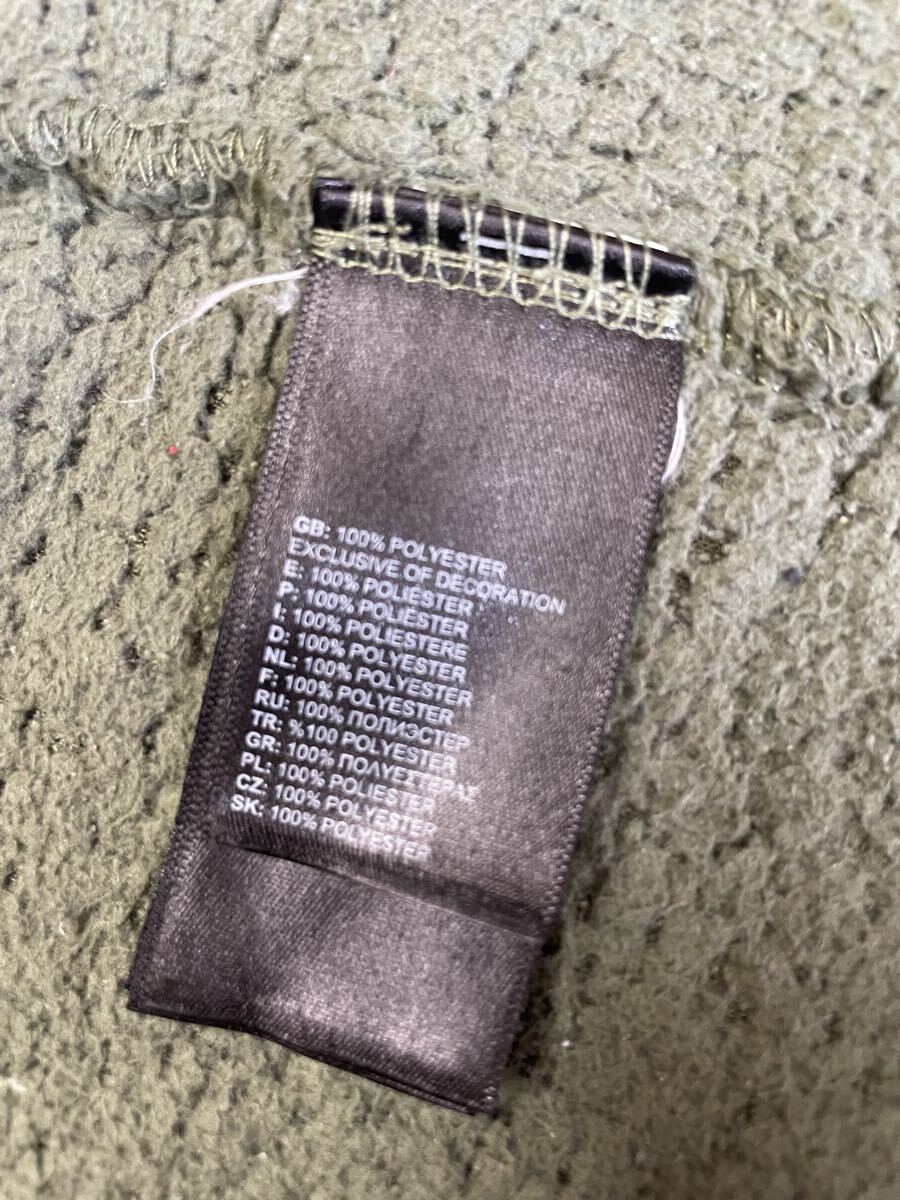 GB: 100% POLYESTER
EXCLUSIVE OF DECORATION
E: 100% POLIÉSTER
P: 100% POLIÉSTER
I: 100% POLIESTERE
D: 100% POLYESTER
NL: 100% POLYESTER
F: 100% POLYESTER
RU: 100% ПОЛИЭСТЕР
TR: %100 POLYESTER
GR: 100% ΠΟΛΥΕΣΤΕΡΑΣ
PL: 100% POLIESTER
CZ: 100% POLYESTER
SK: 100% POLYESTER